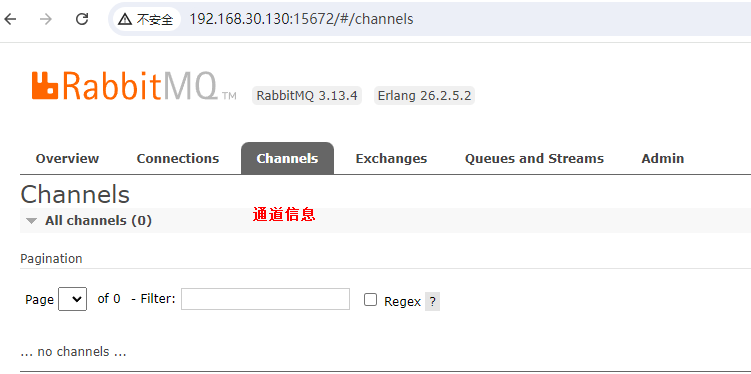 不安全 192.168.30.130:15672/#/channels
RabbitMQ TM RabbitMQ 3.13.4 Erlang 26.2.5.2
Overview Connections Channels Exchanges Queues and Streams Admin
Channels
All channels (0) 通道信息
Pagination
Page of 0 - Filter: Regex ?
... no channels ...